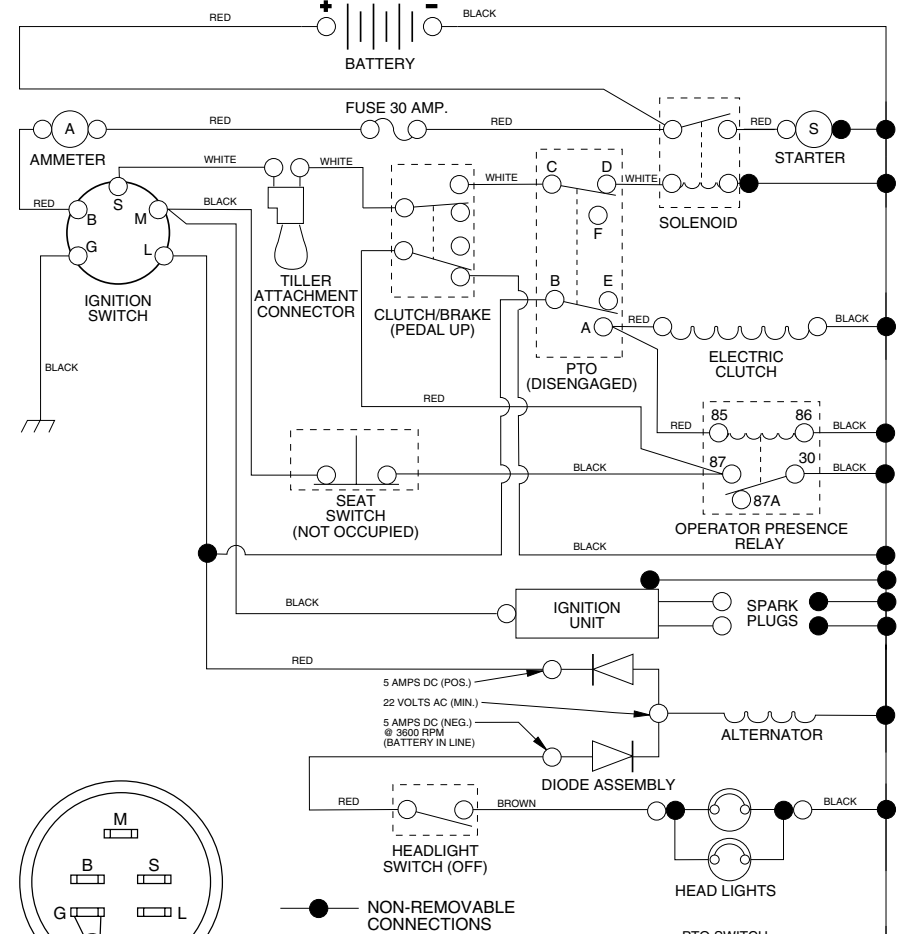 + −
RED
BLACK
BATTERY
FUSE 30 AMP.
A
RED
RED
RED
S
AMMETER
STARTER
WHITE
WHITE
C
D
WHITE
WHITE
RED
S
BLACK
B
M
SOLENOID
F
G
L
TILLER
ATTACHMENT
CONNECTOR
IGNITION
SWITCH
CLUTCH/BRAKE
(PEDAL UP)
B
E
A
RED
BLACK
ELECTRIC
CLUTCH
PTO
(DISENGAGED)
BLACK
RED
85
86
RED
BLACK
87
30
BLACK
BLACK
87A
SEAT
SWITCH
(NOT OCCUPIED)
OPERATOR PRESENCE
RELAY
BLACK
BLACK
IGNITION
UNIT
SPARK
PLUGS
RED
5 AMPS DC (POS.)
22 VOLTS AC (MIN.)
5 AMPS DC (NEG.)
@ 3600 RPM
(BATTERY IN LINE)
ALTERNATOR
DIODE ASSEMBLY
RED
BROWN
BLACK
HEADLIGHT
SWITCH (OFF)
HEAD LIGHTS
M
B
S
G
L
NON-REMOVABLE
CONNECTIONS
PTO SWITCH